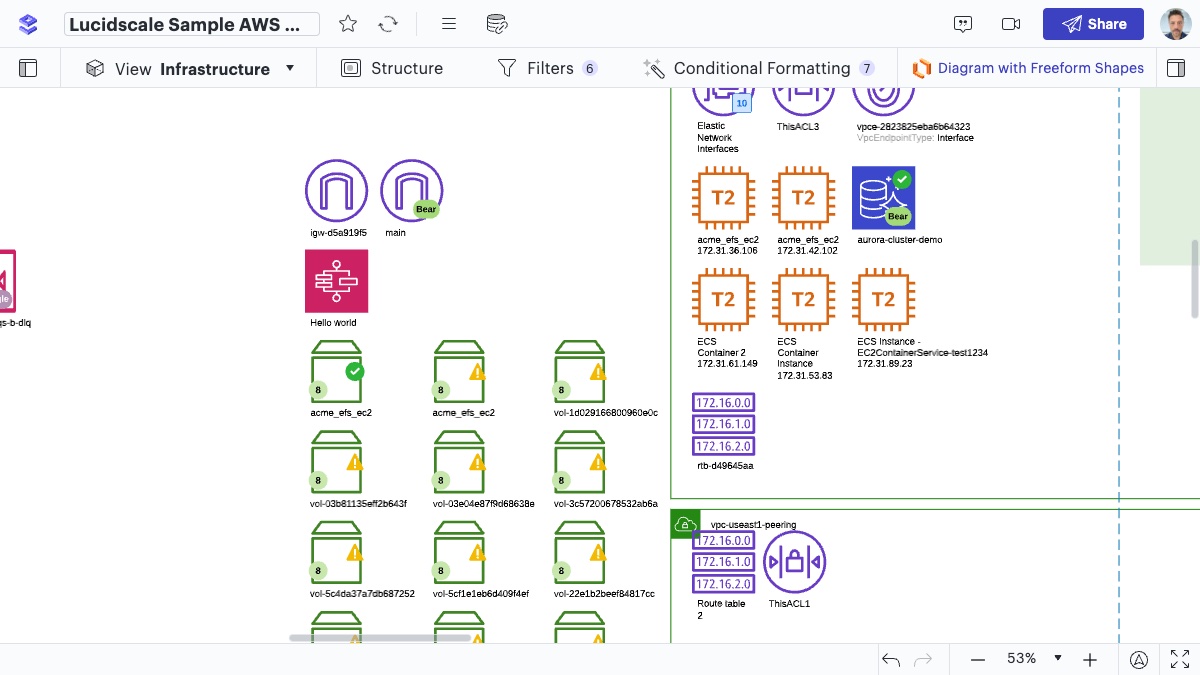 Lucidscale Sample AWS ...
Share
View Infrastructure
Structure
Filters 6
Conditional Formatting 7
Diagram with Freeform Shapes
10
Elastic
Network
Interfaces
ThisACL3
vpce-2823825eba6b64323
VpcEndpointType: Interface
igw-d5a919f5
Bear
main
T2
acme_efs_ec2
172.31.36.106
T2
acme_efs_ec2
172.31.42.102
Bear
aurora-cluster-demo
Hello world
T2
ECS
Container 2
172.31.61.149
T2
ECS
Container
Instance
172.31.53.83
T2
ECS Instance -
EC2ContainerService-test1234
172.31.89.23
8
acme_efs_ec2
8
acme_efs_ec2
8
vol-1d029166800960e0c
172.16.0.0
172.16.1.0
172.16.2.0
rtb-d49645aa
8
vol-03b81135eff2b643f
8
vol-03e04e87f9d68638e
8
vol-3c57200678532ab6a
vpc-useast1-peering
172.16.0.0
172.16.1.0
172.16.2.0
Route table
2
ThisACL1
8
vol-5c4da37a7db687252
8
vol-5cf1e1eb6d409f4ef
8
vol-22e1b2beef84817cc
53%